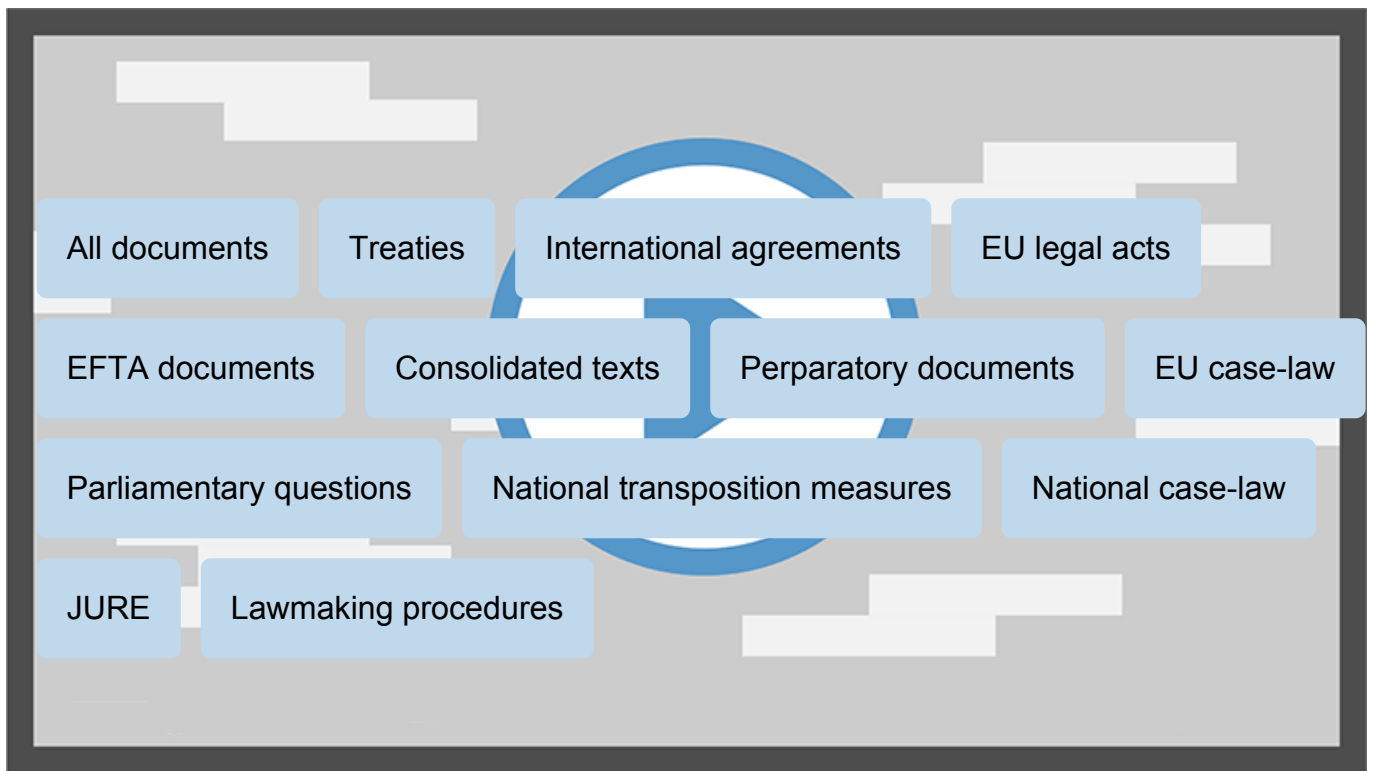 All documents Treaties International agreements EU legal acts
EFTA documents Consolidated texts Perparatory documents EU case-law
Parliamentary questions National transposition measures National case-law
JURE Lawmaking procedures